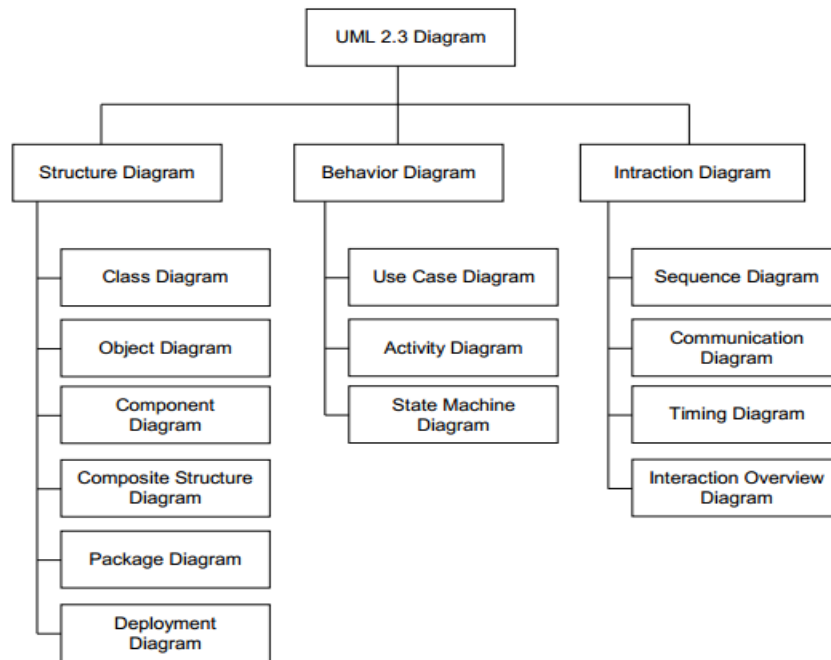 UML 2.3 Diagram
Structure Diagram
Behavior Diagram
Intraction Diagram
Class Diagram
Object Diagram
Component
Diagram
Composite Structure
Diagram
Package Diagram
Deployment
Diagram
Use Case Diagram
Activity Diagram
State Machine
Diagram
Sequence Diagram
Communication
Diagram
Timing Diagram
Interaction Overview
Diagram